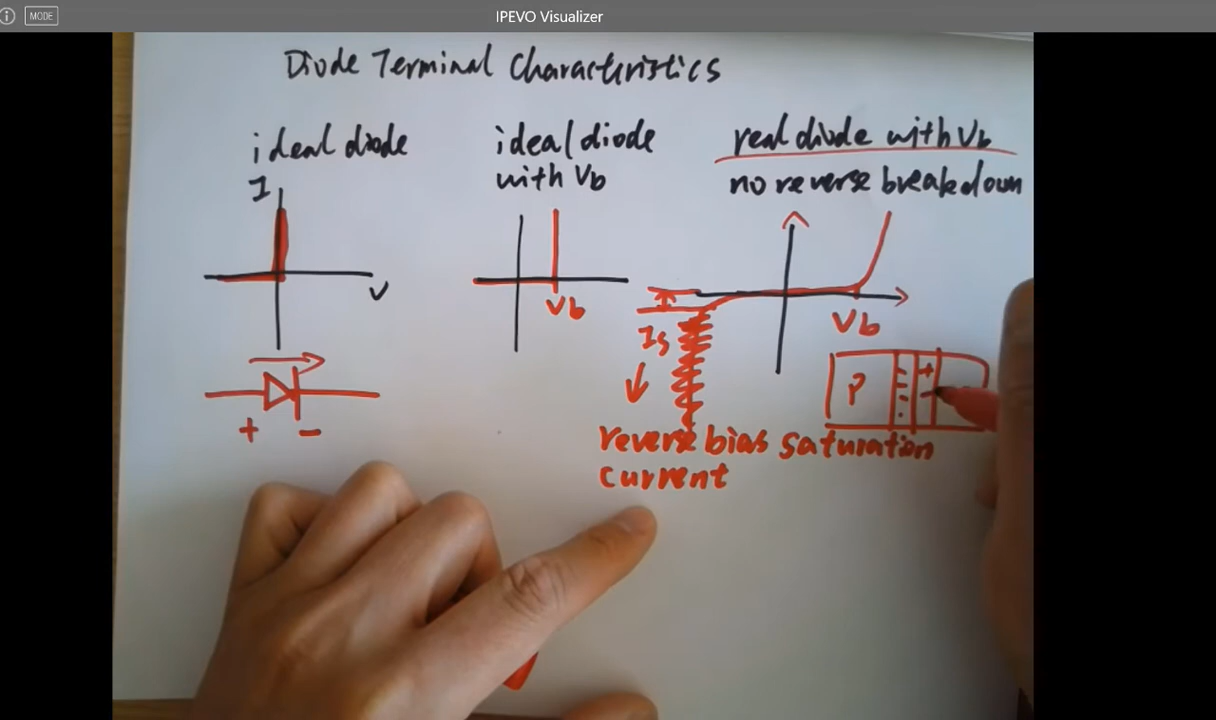 MODE
IPEVO Visualizer
Diode Terminal Characteristics
ideal diode
I
V
+ −
ideal diode
with Vb
Vb
real diode with Vb
no reverse breakdown
Is
Vb
P
- - - -
+
reverse bias saturation
current